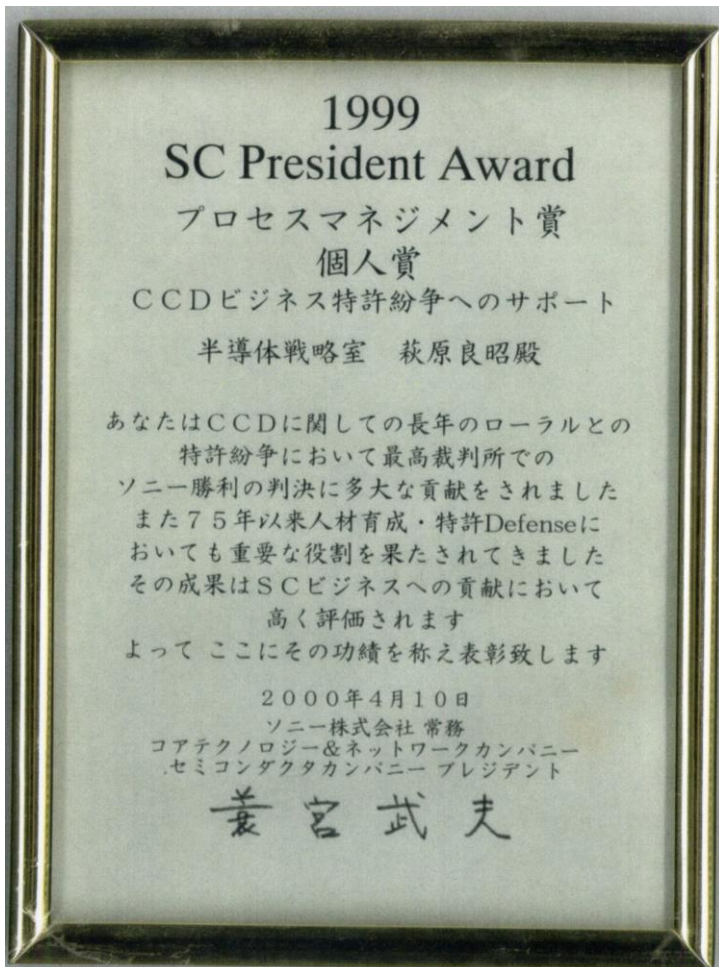 1999
SC President Award
プロセスマネジメント賞
個人賞
ＣＣＤビジネス特許紛争へのサポート
半導体戦略室　萩原良昭殿
あなたはＣＣＤに関しての長年のローラルとの
特許紛争において最高裁判所での
ソニー勝利の判決に多大な貢献をされました
また７５年以来人材育成・特許Defenseに
おいても重要な役割を果たされてきました
その成果はＳＣビジネスへの貢献において
高く評価されます
よって ここにその功績を称え表彰致します
２０００年４月１０日
ソニー株式会社 常務
コアテクノロジー&ネットワークカンパニー
セミコンダクタカンパニー プレジデント
蓑宮武夫